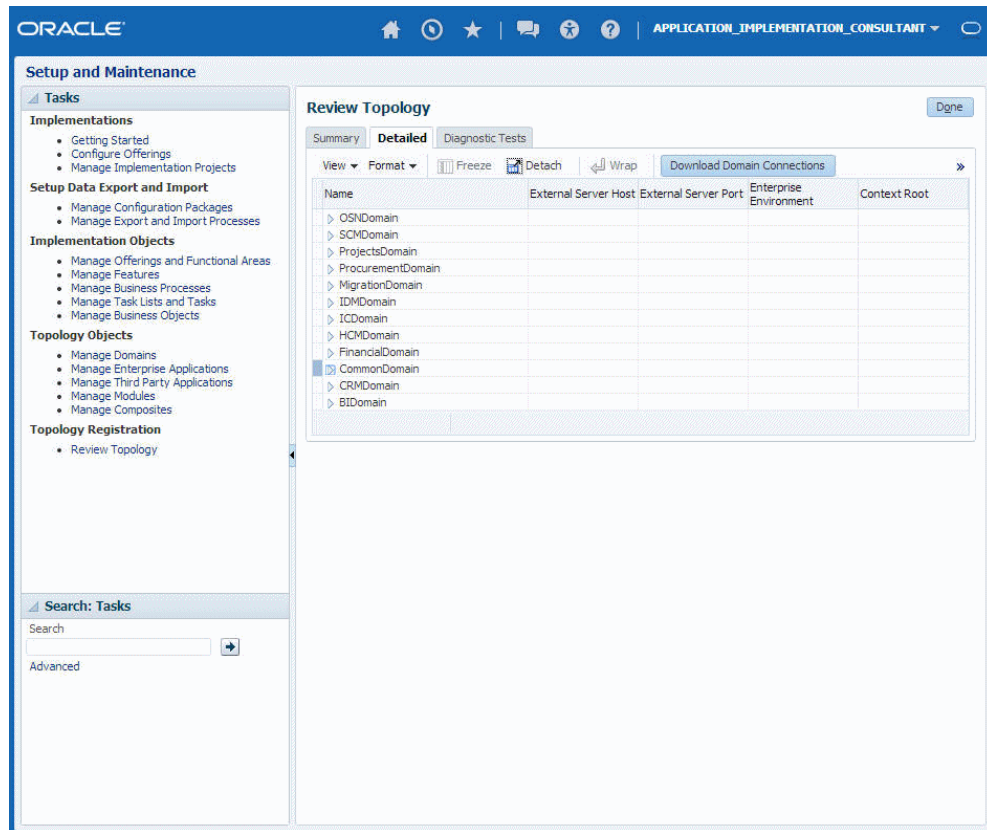 ORACLE
APPLICATION_IMPLEMENTATION_CONSULTANT
Setup and Maintenance
Tasks
Implementations
Getting Started
Configure Offerings
Manage Implementation Projects
Setup Data Export and Import
Manage Configuration Packages
Manage Export and Import Processes
Implementation Objects
Manage Offerings and Functional Areas
Manage Features
Manage Business Processes
Manage Task Lists and Tasks
Manage Business Objects
Topology Objects
Manage Domains
Manage Enterprise Applications
Manage Third Party Applications
Manage Modules
Manage Composites
Topology Registration
Review Topology
Search: Tasks
Search
Advanced
Review Topology
Done
Summary Detailed Diagnostic Tests
View Format Freeze Detach Wrap Download Domain Connections »
Name External Server Host External Server Port Enterprise Environment Context Root
OSNDomain
SCMDomain
ProjectsDomain
ProcurementDomain
MigrationDomain
IDMDomain
ICDomain
HCMDomain
FinancialDomain
CommonDomain
CRMDomain
BIDomain